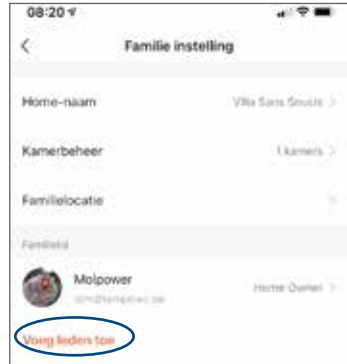 08:20
Familie instelling
Home-naam Villa Sans Soucis
Kamerbeheer 1 kamers
Familielocatie
Familielid
Molpower Home Owner
Voeg leden toe